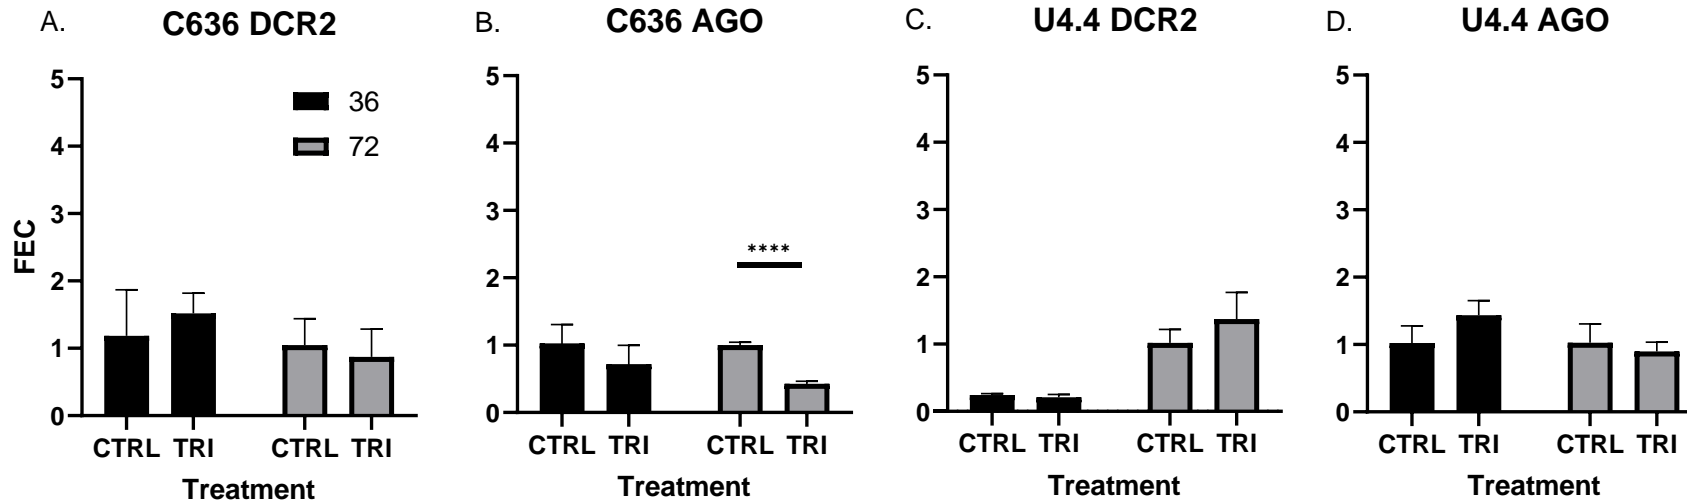 A. C636 DCR2
5
4
3
2
1
0
FEC
36
72
CTRL TRI CTRL TRI
Treatment
B. C636 AGO
5
4
3
2
1
0
****
CTRL TRI CTRL TRI
Treatment
C. U4.4 DCR2
5
4
3
2
1
0
CTRL TRI CTRL TRI
Treatment
D. U4.4 AGO
5
4
3
2
1
0
CTRL TRI CTRL TRI
Treatment